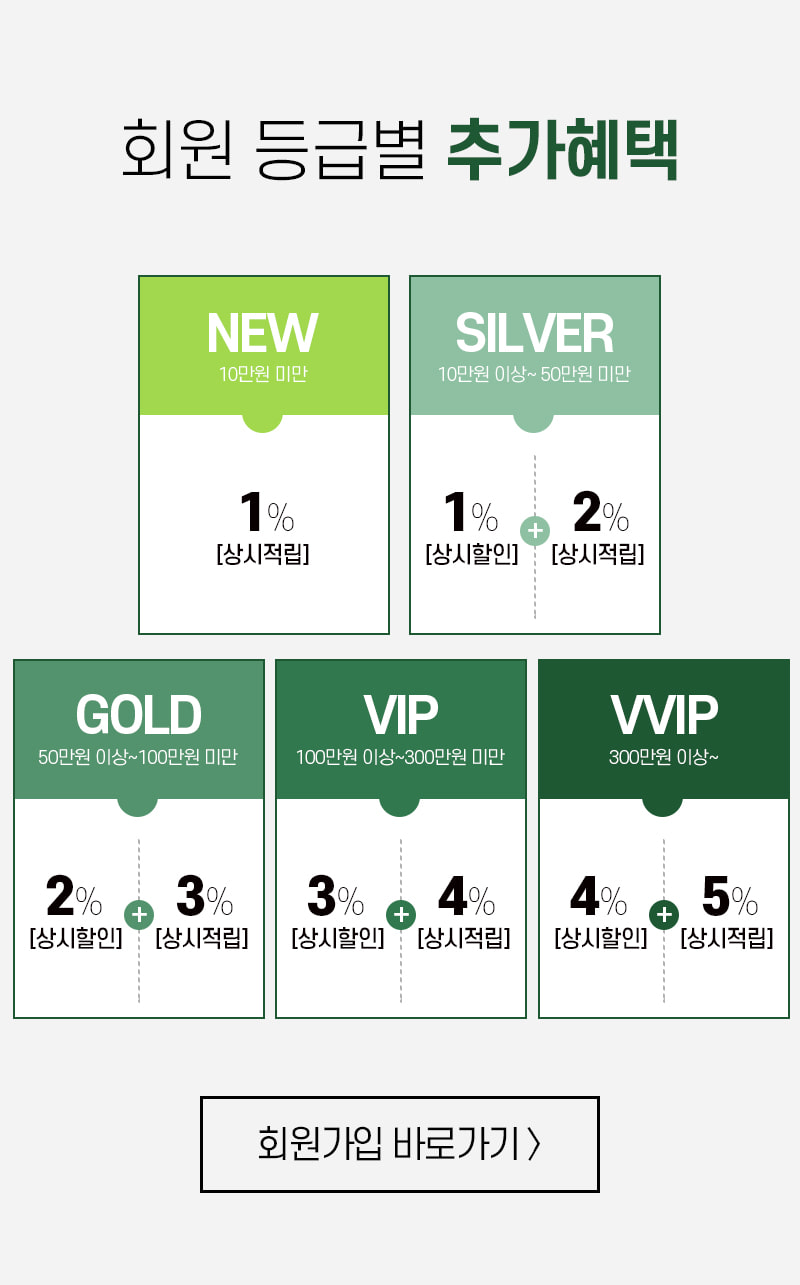 회원 등급별 추가혜택
NEW
10만원 미만
1%
[상시적립]
SILVER
10만원 이상~ 50만원 미만
1% + 2%
[상시할인] [상시적립]
GOLD
50만원 이상~100만원 미만
2% + 3%
[상시할인] [상시적립]
VIP
100만원 이상~300만원 미만
3% + 4%
[상시할인] [상시적립]
VVIP
300만원 이상~
4% + 5%
[상시할인] [상시적립]
회원가입 바로가기 〉